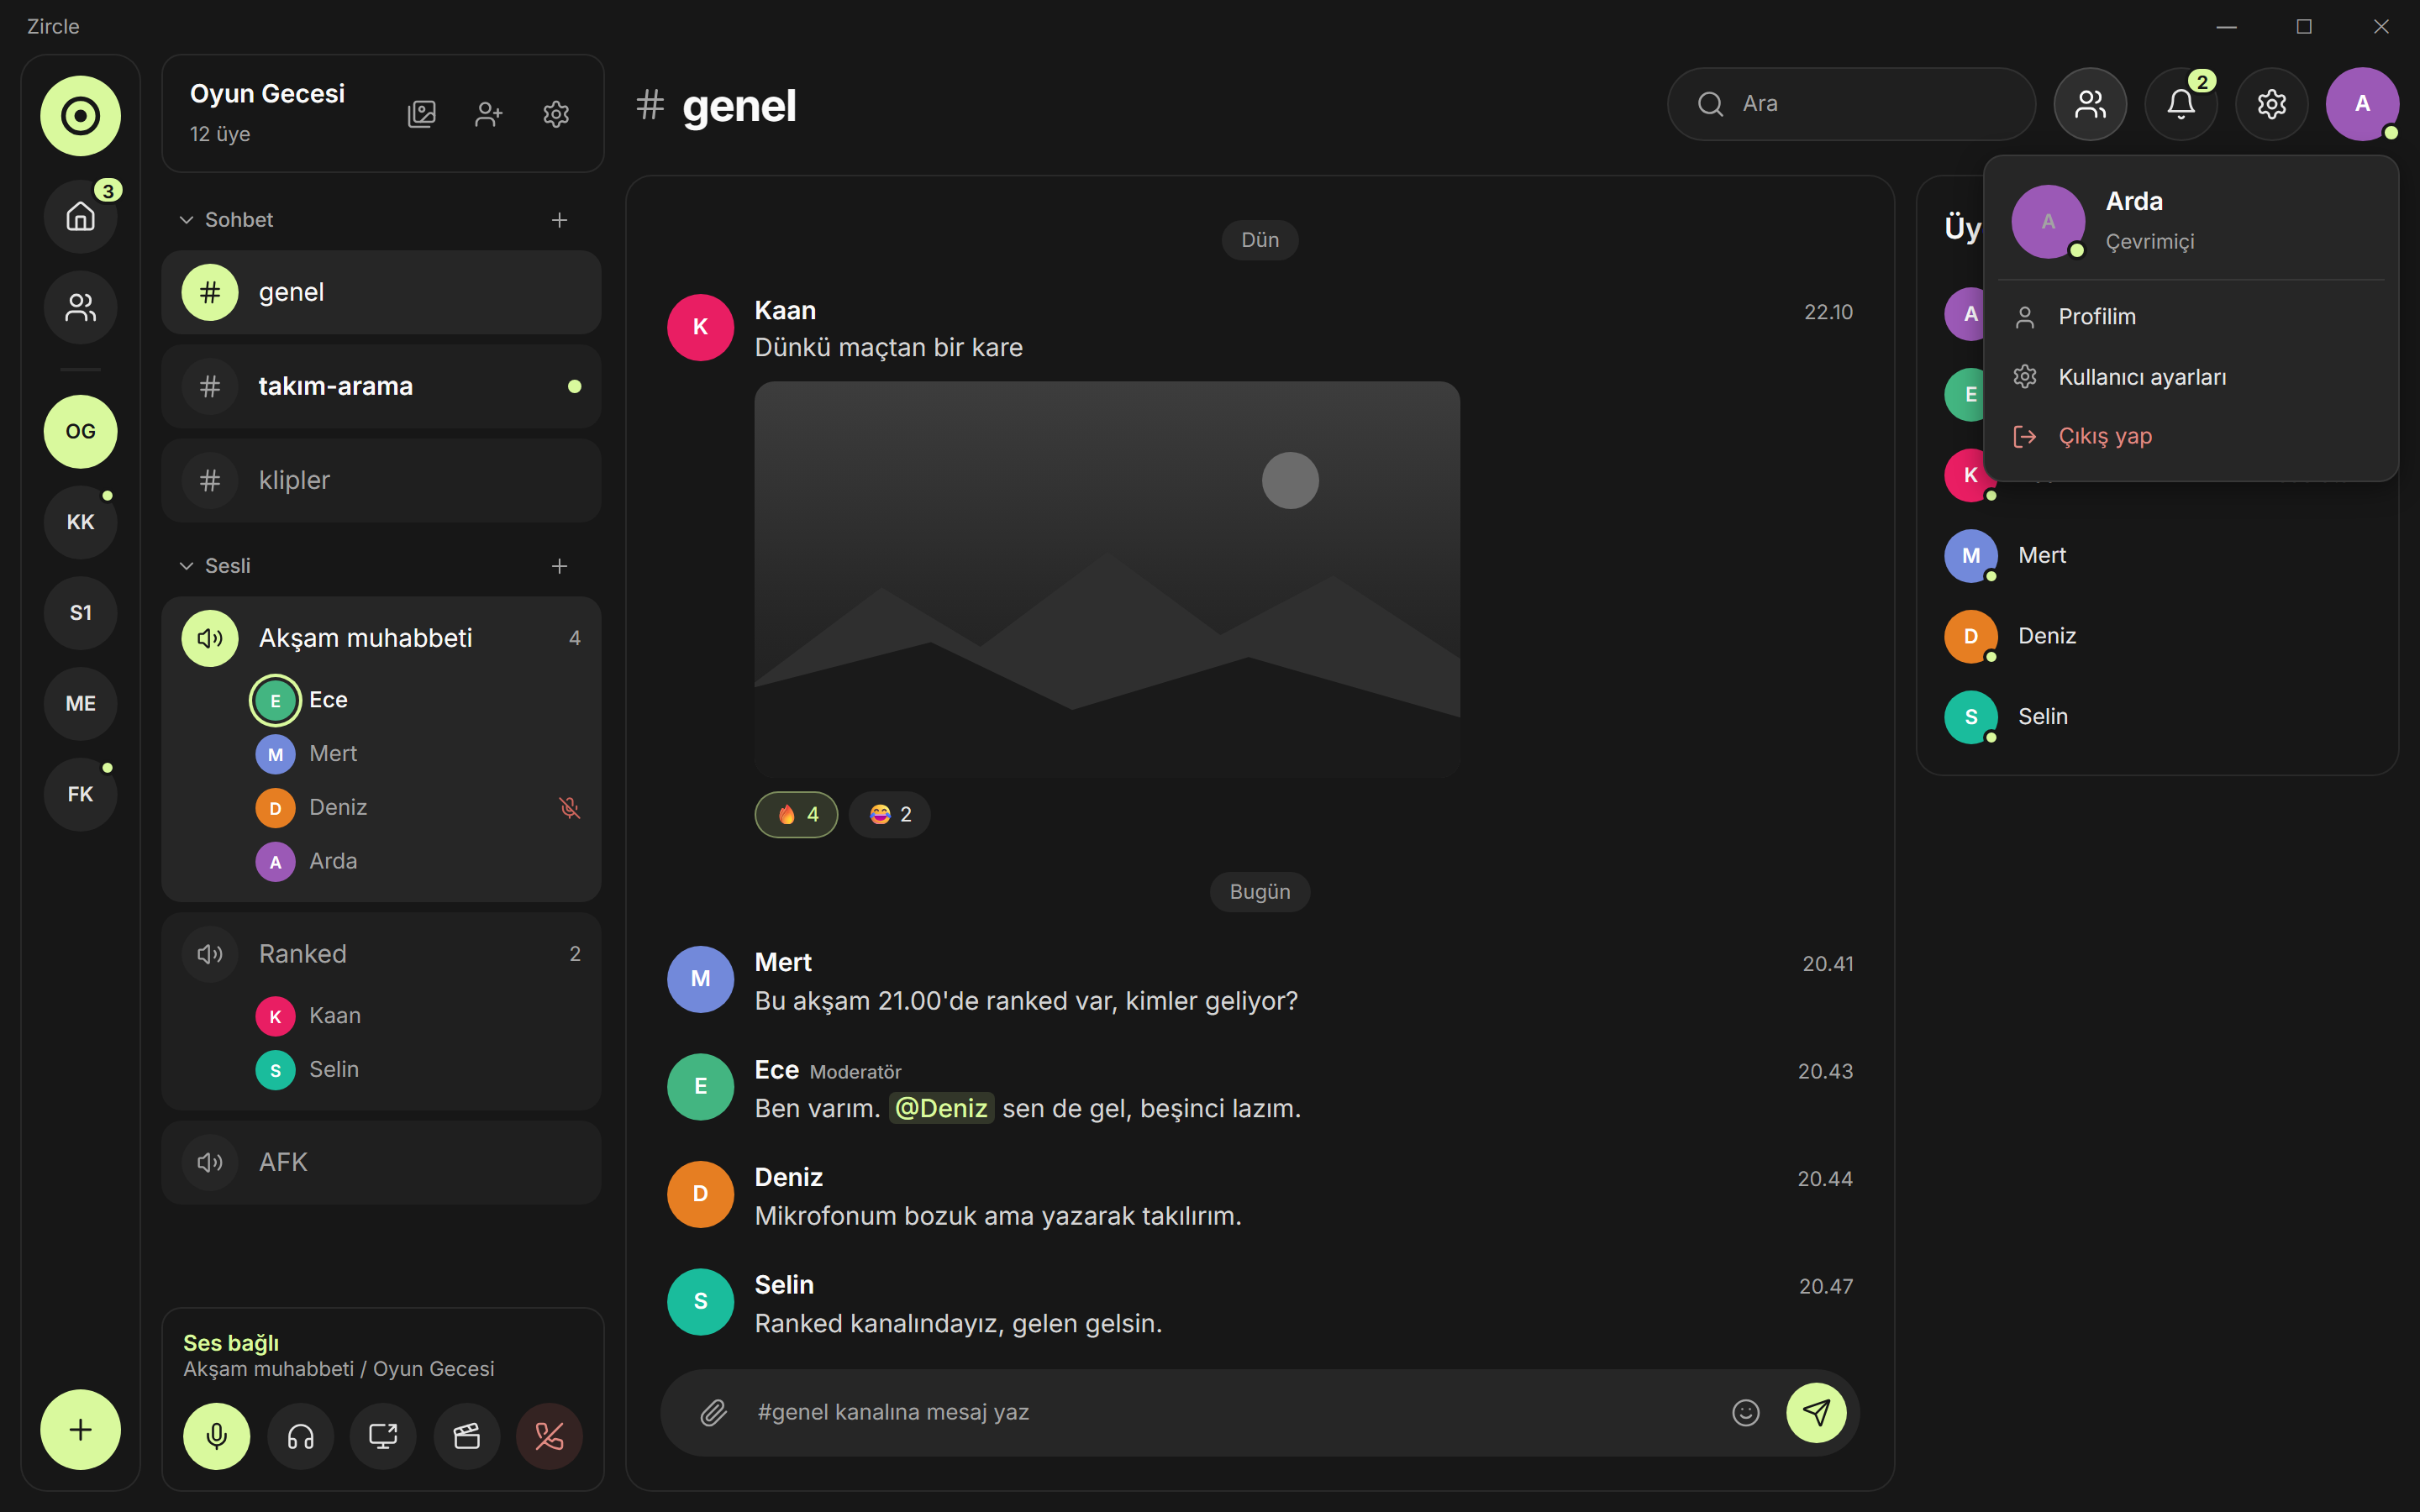 Zircle
Oyun Gecesi
12 üye
3
OG
KK
S1
ME
FK
Sohbet
genel
takım-arama
klipler
Sesli
Akşam muhabbeti 4
E Ece
M Mert
D Deniz
A Arda
Ranked 2
K Kaan
S Selin
AFK
Ses bağlı
Akşam muhabbeti / Oyun Gecesi
# genel
Ara
2
A
Dün
K
Kaan 22.10
Dünkü maçtan bir kare
🔥 4 😂 2
Bugün
M
Mert 20.41
Bu akşam 21.00'de ranked var, kimler geliyor?
E
Ece Moderatör 20.43
Ben varım. @Deniz sen de gel, beşinci lazım.
D
Deniz 20.44
Mikrofonum bozuk ama yazarak takılırım.
S
Selin 20.47
Ranked kanalındayız, gelen gelsin.
#genel kanalına mesaj yaz
A
Arda
Çevrimiçi
Profilim
Kullanıcı ayarları
Çıkış yap
Üy
A
E
K
M Mert
D Deniz
S Selin